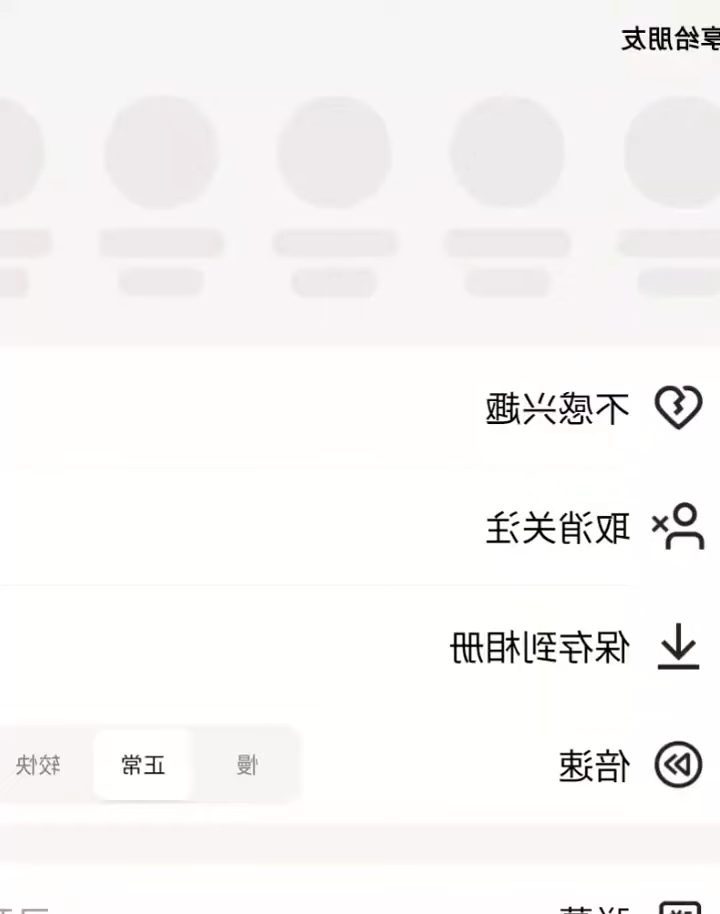 享给朋友
不感兴趣
取消关注
保存到相册
倍速 慢 正常 较快